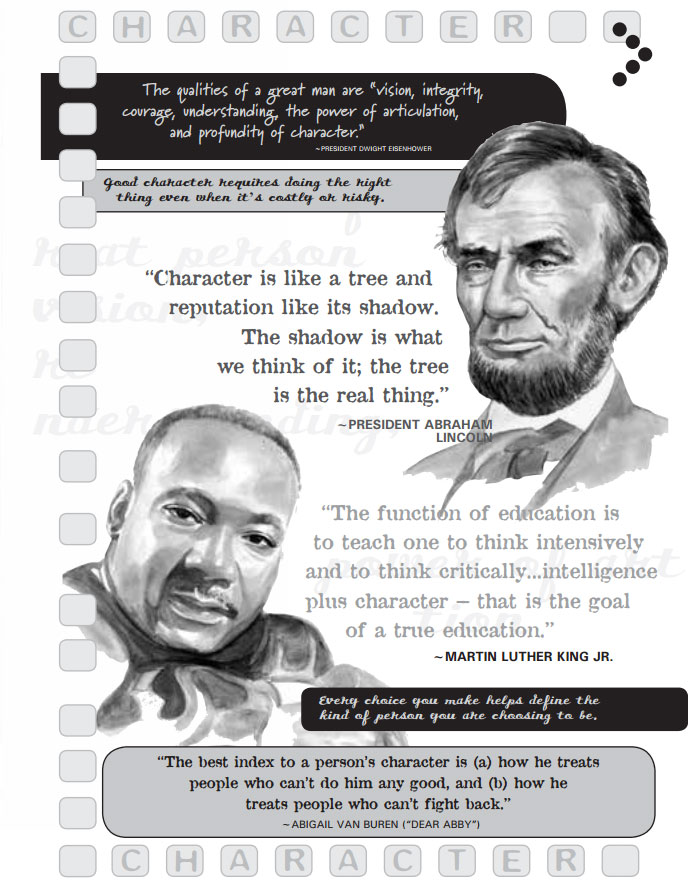 CHARACTER
The qualities of a great man are "vision, integrity,
courage, understanding, the power of articulation,
and profundity of character."
~PRESIDENT DWIGHT EISENHOWER
Good character requires doing the right
thing even when it's costly or risky.
"Character is like a tree and
reputation like its shadow.
The shadow is what
we think of it; the tree
is the real thing."
~PRESIDENT ABRAHAM
LINCOLN
"The function of education is
to teach one to think intensively
and to think critically...intelligence
plus character – that is the goal
of a true education."
~MARTIN LUTHER KING JR.
Every choice you make helps define the
kind of person you are choosing to be.
"The best index to a person's character is (a) how he treats
people who can't do him any good, and (b) how he
treats people who can't fight back."
~ABIGAIL VAN BUREN ("DEAR ABBY")
CHARACTER